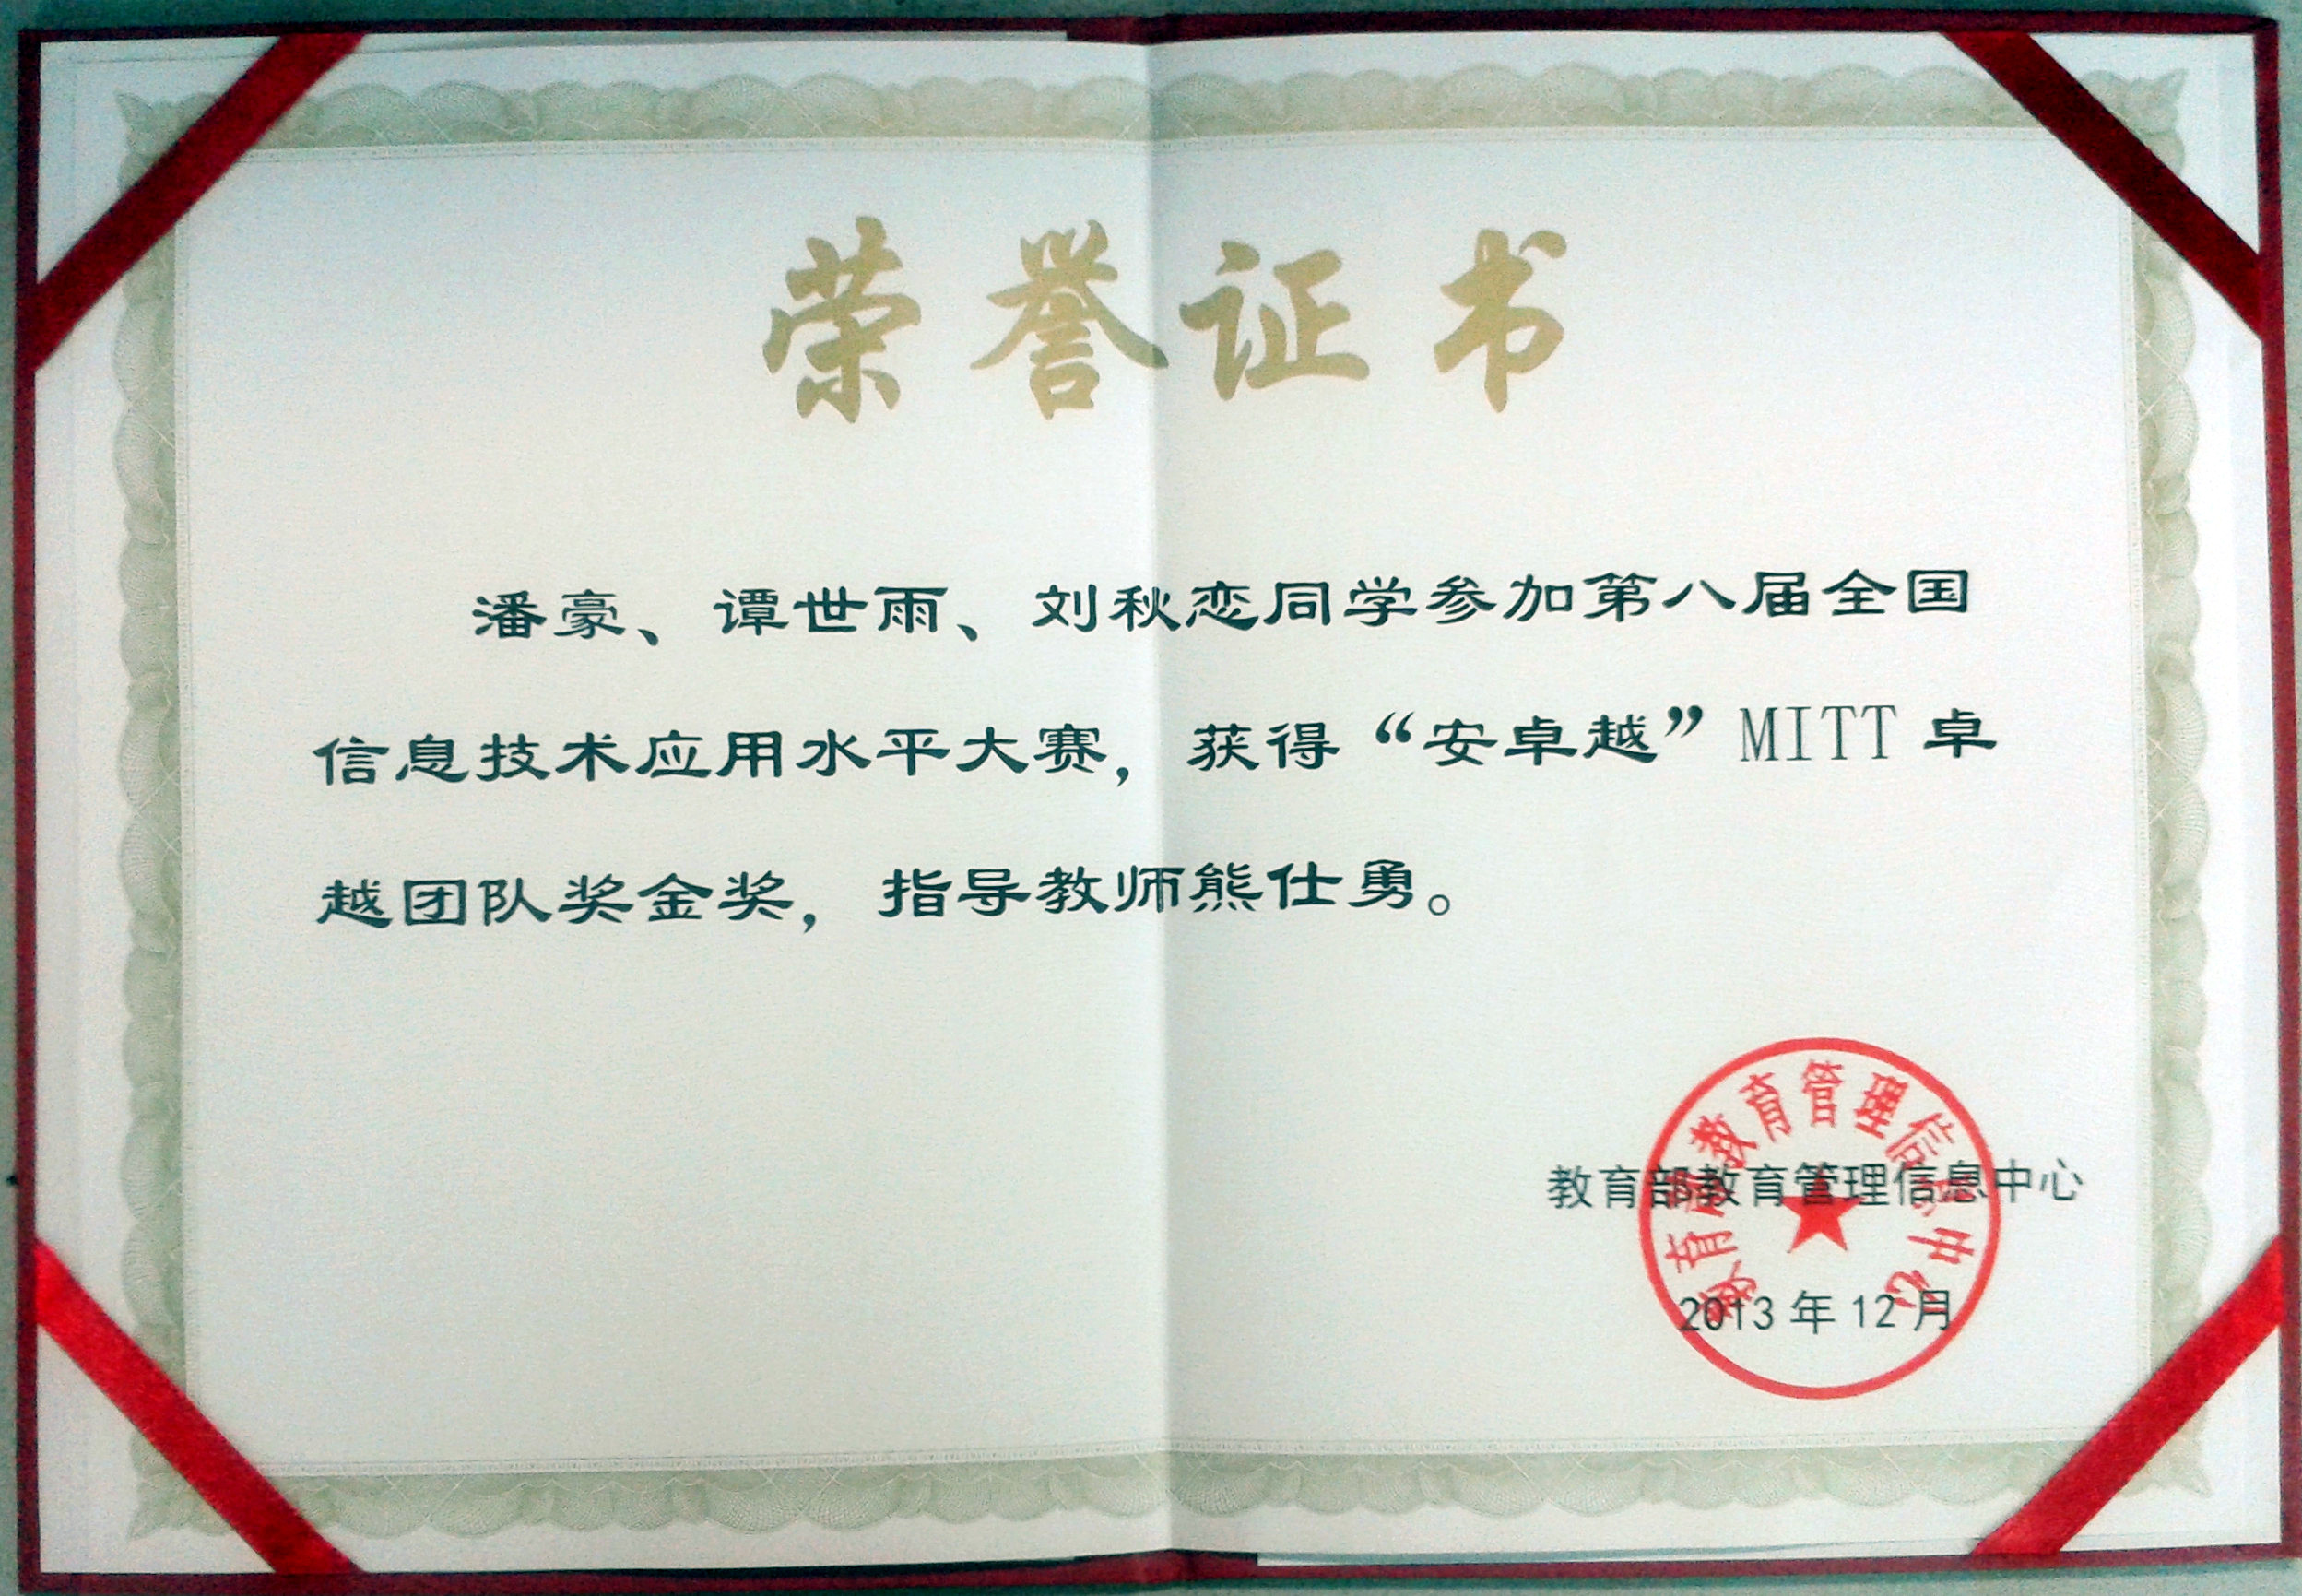 荣誉证书
潘豪、谭世雨、刘秋恋同学参加第八届全国
信息技术应用水平大赛，获得“安卓越”MITT卓
越团队奖金奖，指导教师熊仕勇。
教育部教育管理信息中心
教育部教育管理信息中心
2013年12月